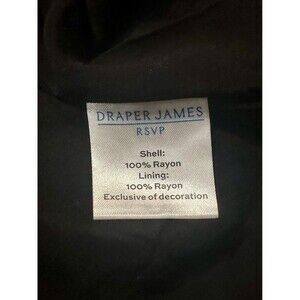 DRAPER JAMES
RSVP
Shell:
100% Rayon
Lining:
100% Rayon
Exclusive of decoration